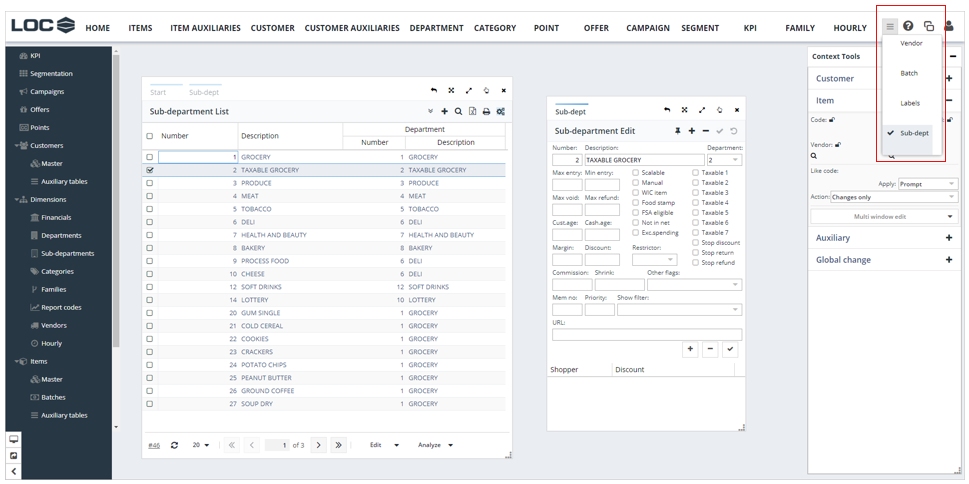 LOC HOME ITEMS ITEM AUXILIARIES CUSTOMER CUSTOMER AUXILIARIES DEPARTMENT CATEGORY POINT OFFER CAMPAIGN SEGMENT KPI FAMILY HOURLY
KPI
Segmentation
Campaigns
Offers
Points
Customers
Master
Auxiliary tables
Dimensions
Financials
Departments
Sub-departments
Categories
Families
Report codes
Vendors
Hourly
Items
Master
Batches
Auxiliary tables
Start Sub-dept
Sub-department List
Department
Number Description
Number Description
1 GROCERY 1 GROCERY
2 TAXABLE GROCERY 2 TAXABLE GROCERY
3 PRODUCE 3 PRODUCE
4 MEAT 4 MEAT
5 TOBACCO 5 TOBACCO
6 DELI 6 DELI
7 HEALTH AND BEAUTY 7 HEALTH AND BEAUTY
8 BAKERY 8 BAKERY
9 PROCESS FOOD 6 DELI
10 CHEESE 6 DELI
12 SOFT DRINKS 12 SOFT DRINKS
14 LOTTERY 10 LOTTERY
20 GUM SINGLE 1 GROCERY
21 COLD CEREAL 1 GROCERY
22 COOKIES 1 GROCERY
23 CRACKERS 1 GROCERY
24 POTATO CHIPS 1 GROCERY
25 PEANUT BUTTER 1 GROCERY
26 GROUND COFFEE 1 GROCERY
27 SOUP DRY 1 GROCERY
#46 20 1 of 3 Edit Analyze
Sub-dept
Sub-department Edit
Number: Description: Department:
2 TAXABLE GROCERY 2
Max entry: Min entry: Scalable Taxable 1
Manual Taxable 2
WIC item Taxable 3
Max void: Max refund: Food stamp Taxable 4
FSA eligible Taxable 5
Not in net Taxable 6
Cust.age: Cash.age: Exc.spending Taxable 7
Stop discount
Margin: Discount: Restrictor: Stop return
Stop refund
Commission: Shrink: Other flags:
Mem no: Priority: Show filter:
URL:
Shopper Discount
Vendor
Batch
Labels
Sub-dept
Context Tools
Customer
Item
Code:
Vendor:
Like code:
Apply: Prompt
Action: Changes only
Multi window edit
Auxiliary
Global change